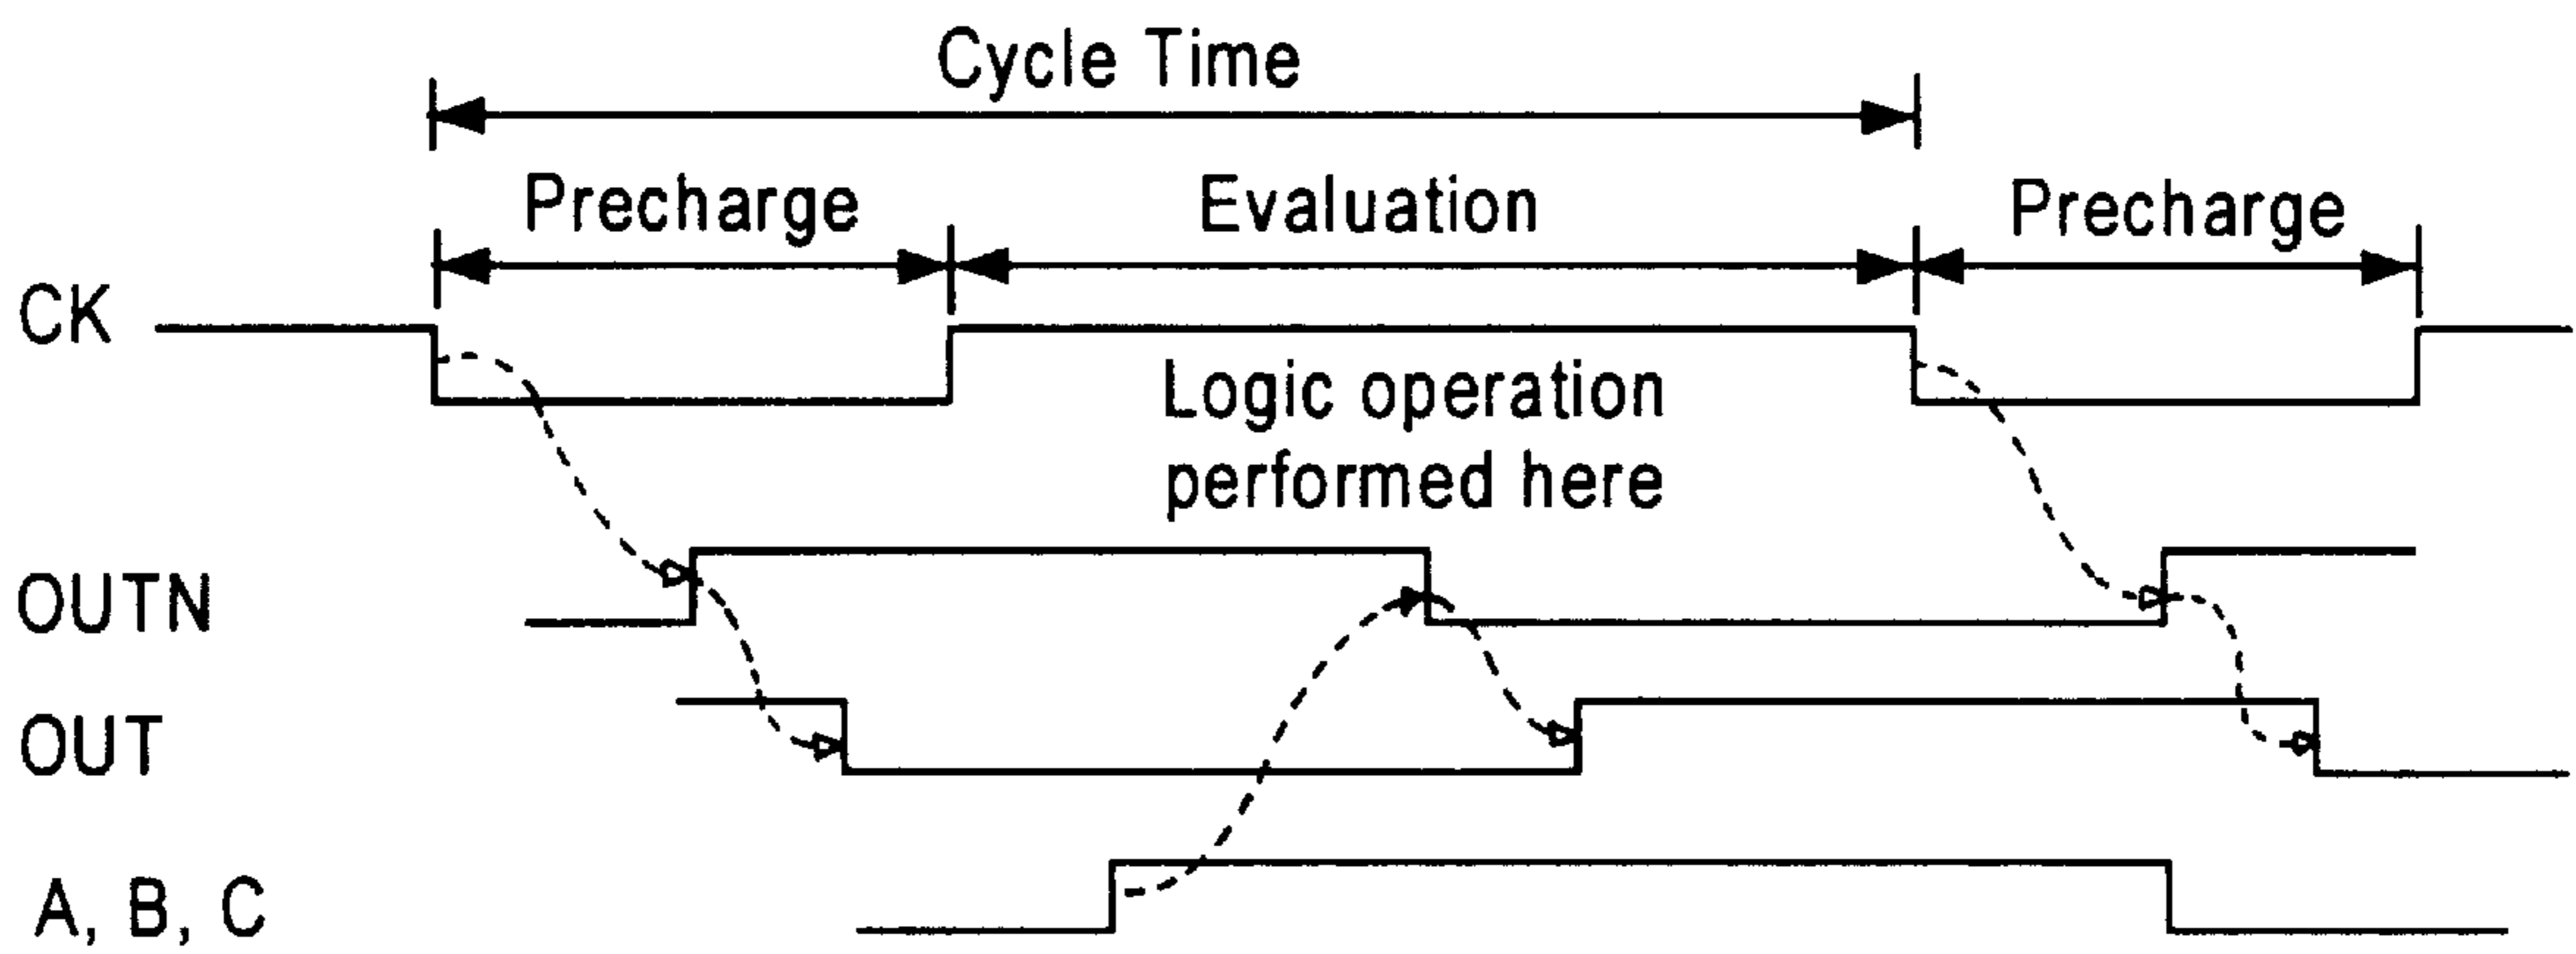 Cycle Time
Precharge
Evaluation
Precharge
CK
Logic operation
performed here
OUTN
OUT
A, B, C